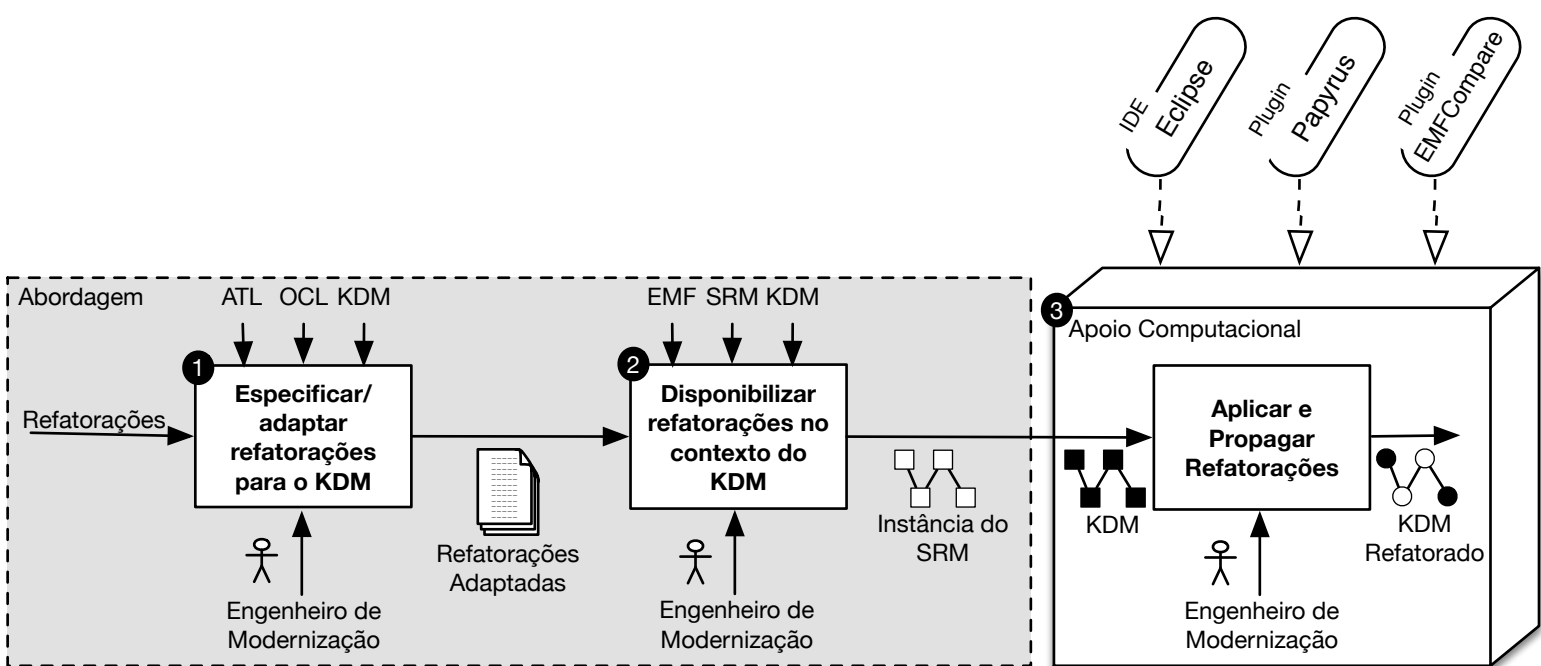 IDE
Eclipse
Plugin
Papyrus
Plugin
EMFCompare
Abordagem
ATL OCL KDM
EMF SRM KDM
3
Apoio Computacional
1
Especificar/
adaptar
refatorações
para o KDM
2
Disponibilizar
refatorações no
contexto do
KDM
Aplicar e
Propagar
Refatorações
Refatorações
Refatorações
Adaptadas
Instância do
SRM
KDM
KDM
Refatorado
Engenheiro de
Modernização
Engenheiro de
Modernização
Engenheiro de
Modernização